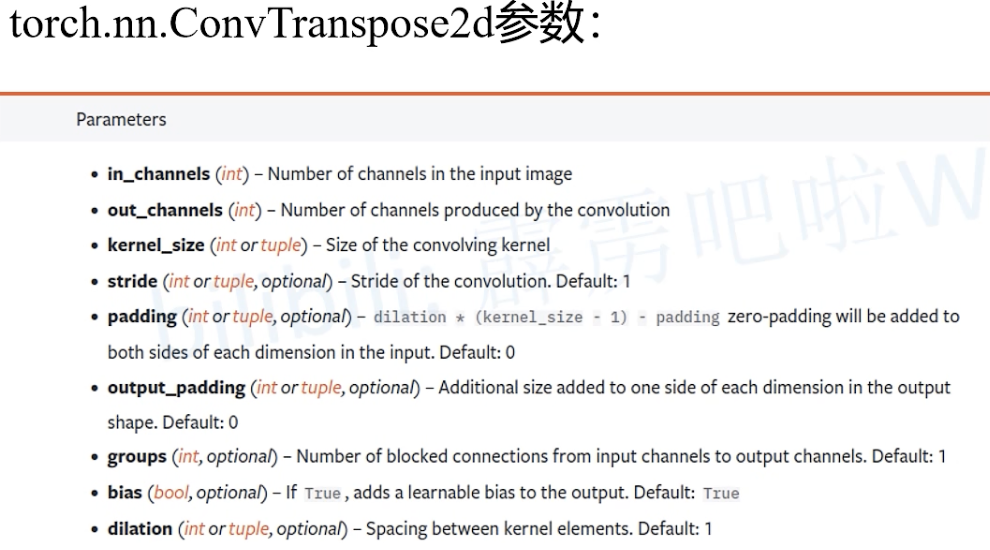 torch.nn.ConvTranspose2d参数：
Parameters
• in_channels (int) – Number of channels in the input image
• out_channels (int) – Number of channels produced by the convolution
• kernel_size (int or tuple) – Size of the convolving kernel
• stride (int or tuple, optional) – Stride of the convolution. Default: 1
• padding (int or tuple, optional) – dilation * (kernel_size - 1) - padding zero-padding will be added to
both sides of each dimension in the input. Default: 0
• output_padding (int or tuple, optional) – Additional size added to one side of each dimension in the output
shape. Default: 0
• groups (int, optional) – Number of blocked connections from input channels to output channels. Default: 1
• bias (bool, optional) – If True, adds a learnable bias to the output. Default: True
• dilation (int or tuple, optional) – Spacing between kernel elements. Default: 1
bilibili: 霹雳吧啦W